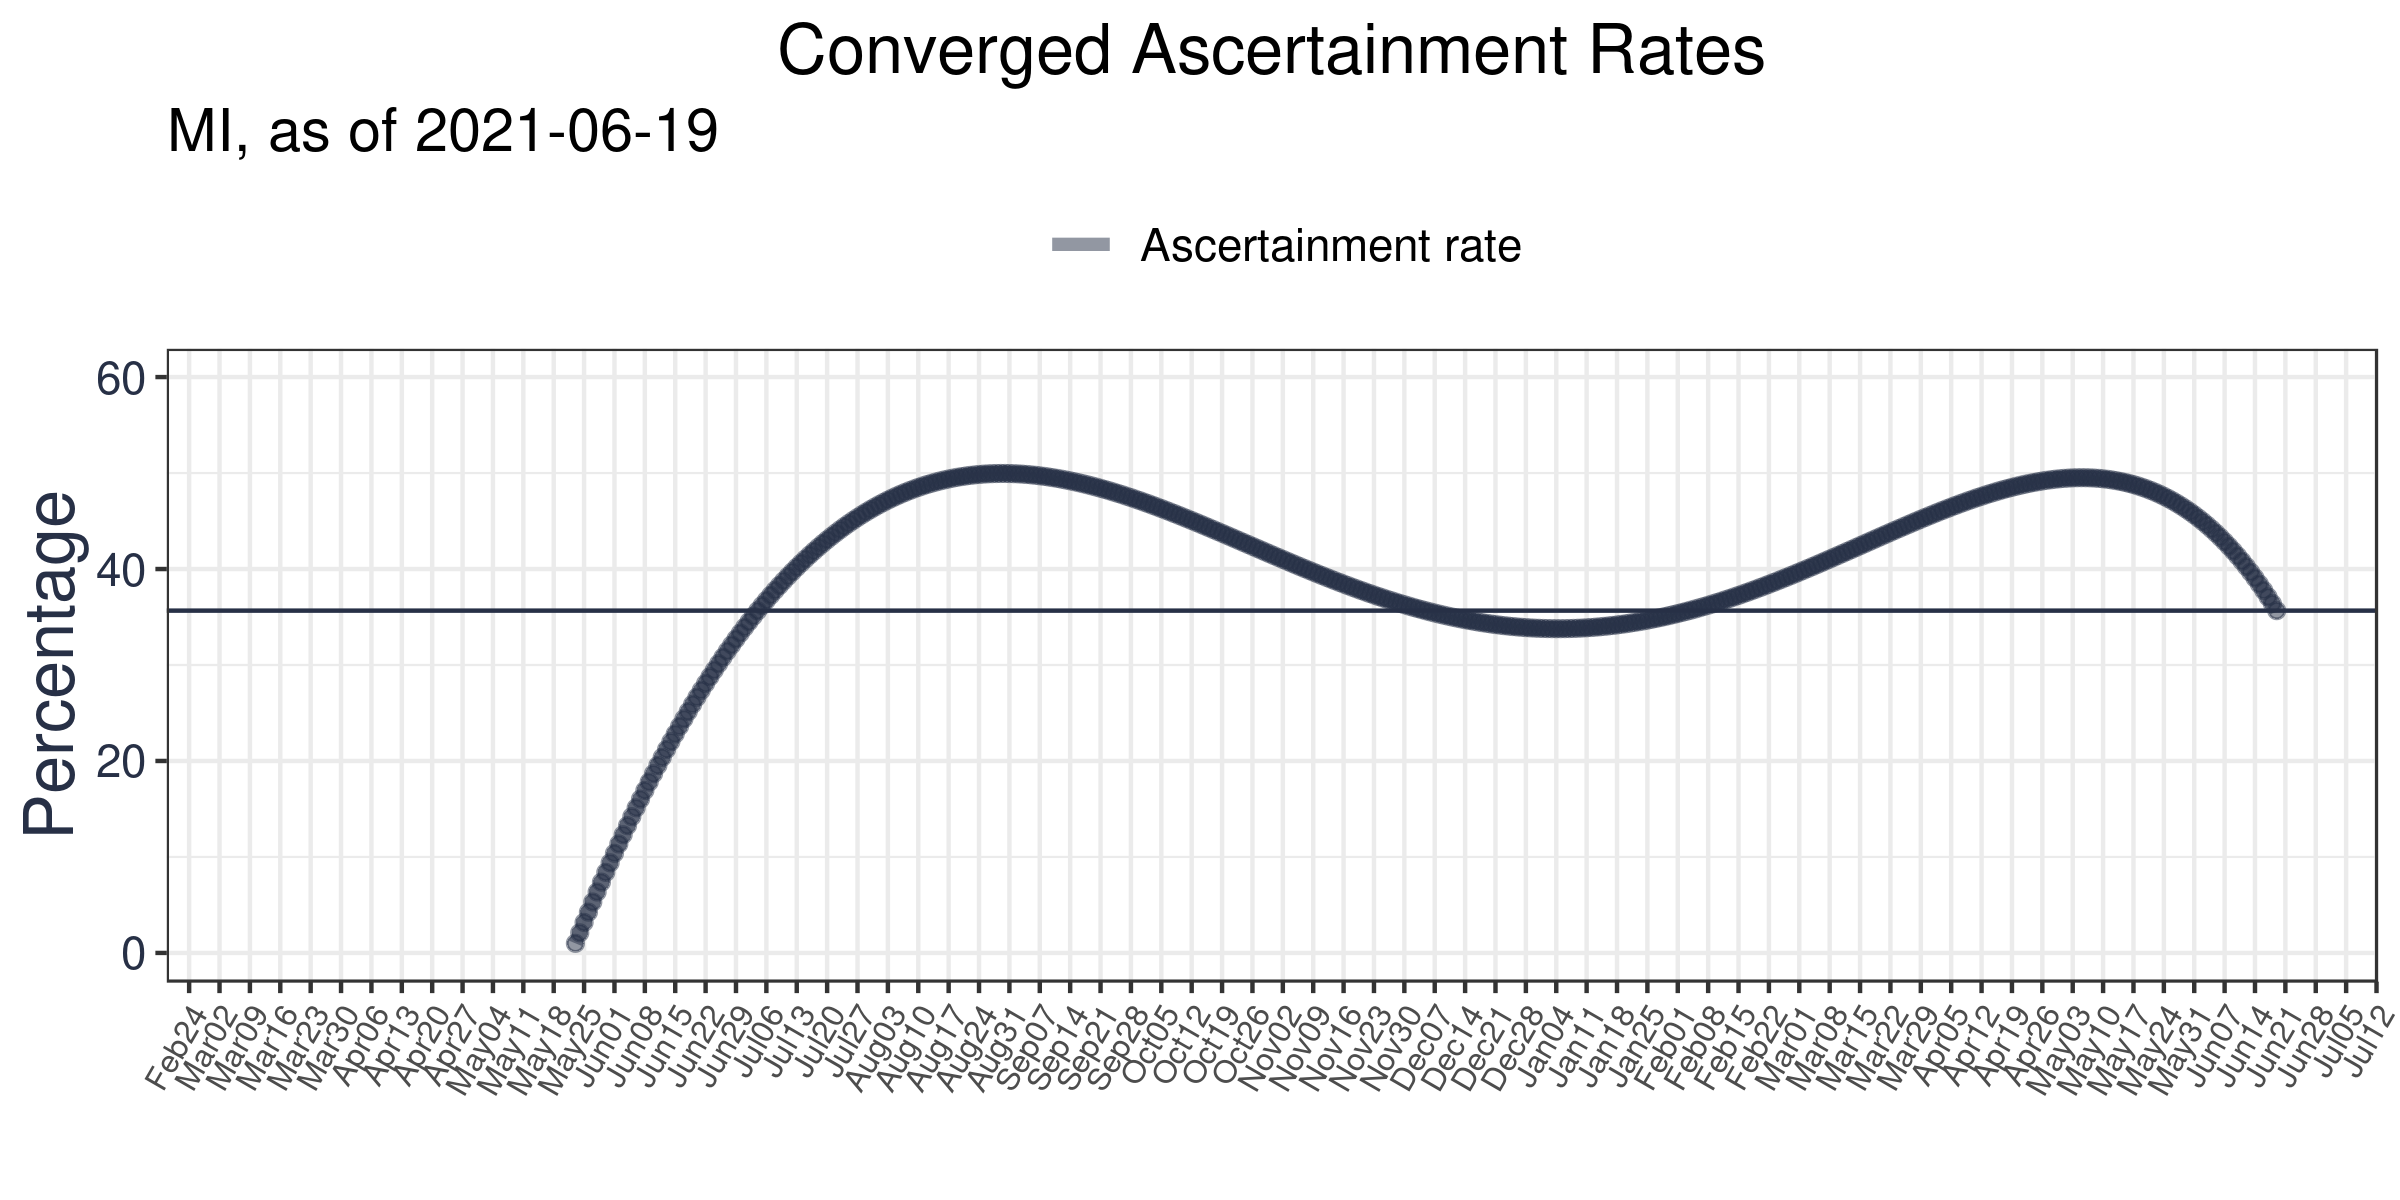 Converged Ascertainment Rates
MI, as of 2021-06-19
Ascertainment rate
Percentage
60
40
20
0
Feb24
Mar02
Mar09
Mar16
Mar23
Mar30
Apr06
Apr13
Apr20
Apr27
May04
May11
May18
May25
Jun01
Jun08
Jun15
Jun22
Jun29
Jul06
Jul13
Jul20
Jul27
Aug03
Aug10
Aug17
Aug24
Aug31
Sep07
Sep14
Sep21
Sep28
Oct05
Oct12
Oct19
Oct26
Nov02
Nov09
Nov16
Nov23
Nov30
Dec07
Dec14
Dec21
Dec28
Jan04
Jan11
Jan18
Jan25
Feb01
Feb08
Feb15
Feb22
Mar01
Mar08
Mar15
Mar22
Mar29
Apr05
Apr12
Apr19
Apr26
May03
May10
May17
May24
May31
Jun07
Jun14
Jun21
Jun28
Jul05
Jul12